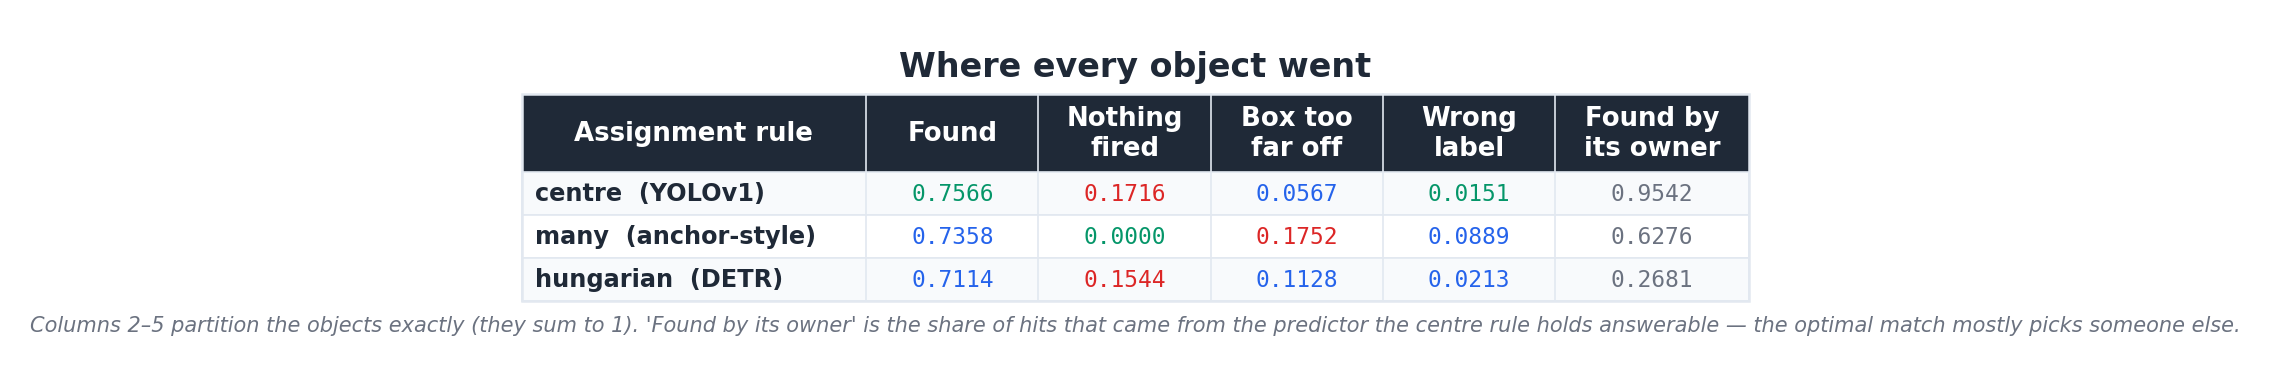 Where every object went
Assignment rule Found Nothing fired Box too far off Wrong label Found by its owner
centre (YOLOv1) 0.7566 0.1716 0.0567 0.0151 0.9542
many (anchor-style) 0.7358 0.0000 0.1752 0.0889 0.6276
hungarian (DETR) 0.7114 0.1544 0.1128 0.0213 0.2681
Columns 2–5 partition the objects exactly (they sum to 1). 'Found by its owner' is the share of hits that came from the predictor the centre rule holds answerable — the optimal match mostly picks someone else.